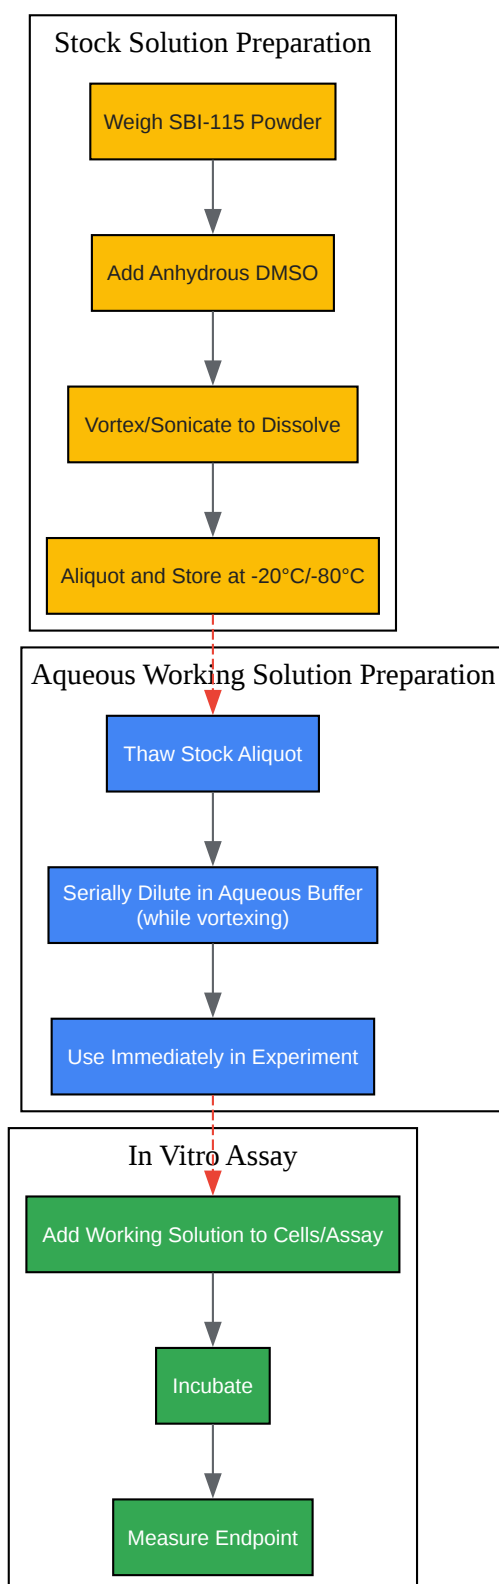 Stock Solution Preparation
Weigh SBI-115 Powder
Add Anhydrous DMSO
Vortex/Sonicate to Dissolve
Aliquot and Store at -20°C/-80°C
Aqueous Working Solution Preparation
Thaw Stock Aliquot
Serially Dilute in Aqueous Buffer
(while vortexing)
Use Immediately in Experiment
In Vitro Assay
Add Working Solution to Cells/Assay
Incubate
Measure Endpoint